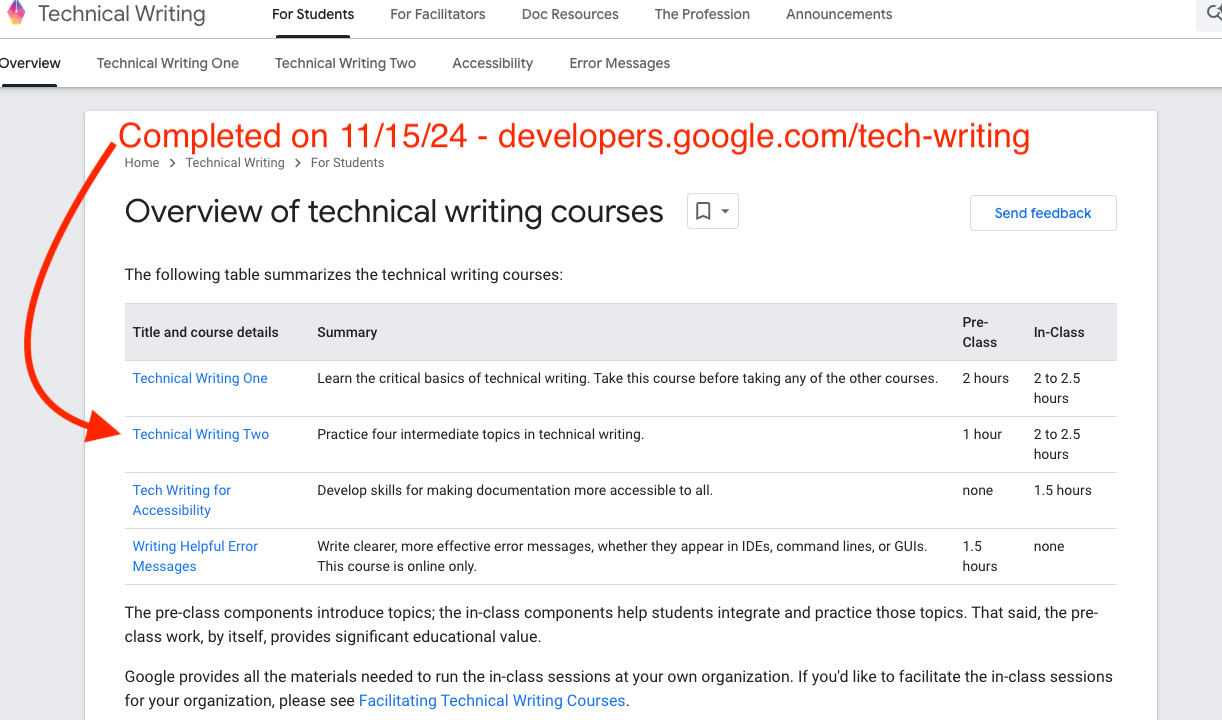 Technical Writing
For Students
For Facilitators
Doc Resources
The Profession
Announcements
Overview
Technical Writing One
Technical Writing Two
Accessibility
Error Messages
Completed on 11/15/24 - developers.google.com/tech-writing
Home > Technical Writing > For Students
Overview of technical writing courses
Send feedback
The following table summarizes the technical writing courses:
Title and course details
Summary
Pre-
Class
In-Class
Technical Writing One
Learn the critical basics of technical writing. Take this course before taking any of the other courses.
2 hours
2 to 2.5
hours
Technical Writing Two
Practice four intermediate topics in technical writing.
1 hour
2 to 2.5
hours
Tech Writing for
Accessibility
Develop skills for making documentation more accessible to all.
none
1.5 hours
Writing Helpful Error
Messages
Write clearer, more effective error messages, whether they appear in IDEs, command lines, or GUIs.
This course is online only.
1.5
hours
none
The pre-class components introduce topics; the in-class components help students integrate and practice those topics. That said, the pre-
class work, by itself, provides significant educational value.
Google provides all the materials needed to run the in-class sessions at your own organization. If you'd like to facilitate the in-class sessions
for your organization, please see Facilitating Technical Writing Courses.